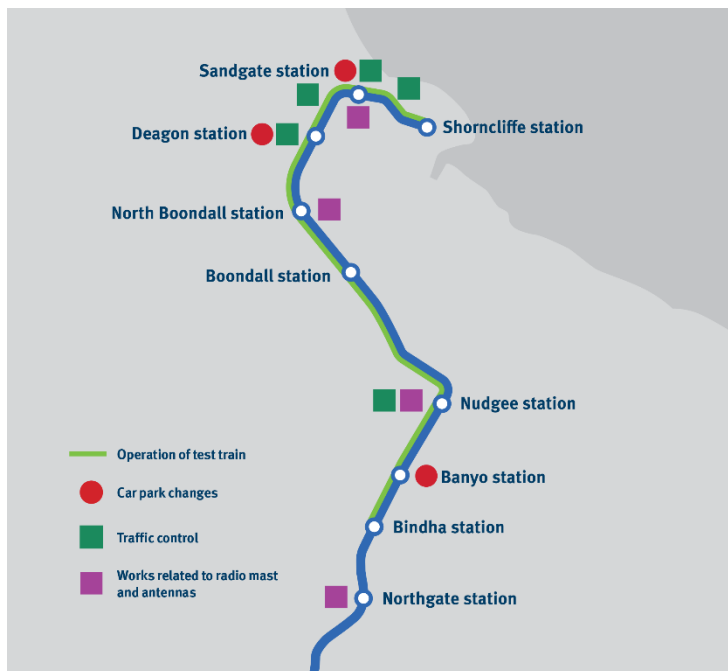 Sandgate station
Shorncliffe station
Deagon station
North Boondall station
Boondall station
Nudgee station
Operation of test train
Car park changes
Banyo station
Traffic control
Bindha station
Works related to radio mast
and antennas
Northgate station